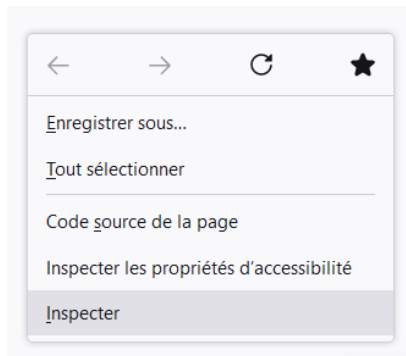 Enregistrer sous...
Tout sélectionner
Code source de la page
Inspecter les propriétés d'accessibilité
Inspecter